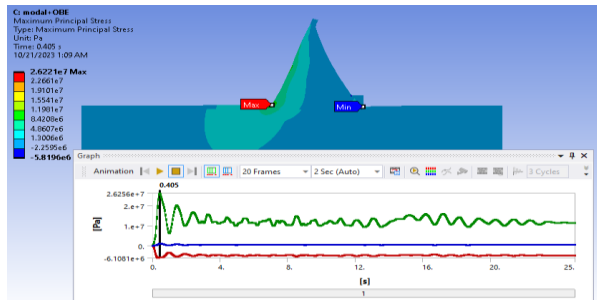 C: modal+OBE
Maximum Principal Stress
Type: Maximum Principal Stress
Unit: Pa
Time: 0.405 s
10/21/2023 1:09 AM
2.6221e7 Max
2.2661e7
1.9101e7
1.5541e7
1.1981e7
8.4208e6
4.8607e6
1.3006e6
-2.2595e6
-5.8196e6
Max
Min
Graph
Animation
20 Frames
2 Sec (Auto)
3 Cycles
0.405
2.6256e+7
2.e+7
1.e+7
0.
-6.1081e+6
[Pa]
0.
4.
8.
12.
16.
20.
25.
[s]
1